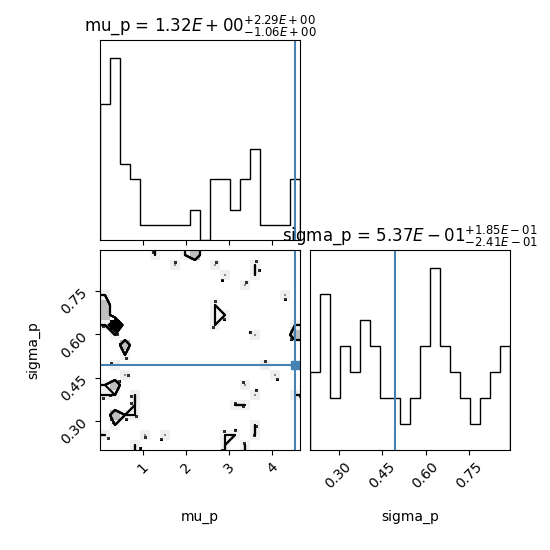 mu_p = 1.32E + 00+2.29E+00−1.06E+00
sigma_p = 5.37E − 01+1.85E−01−2.41E−01
sigma_p
0.75
0.60
0.45
0.30
1 2 3 4
0.30 0.45 0.60 0.75
mu_p
sigma_p